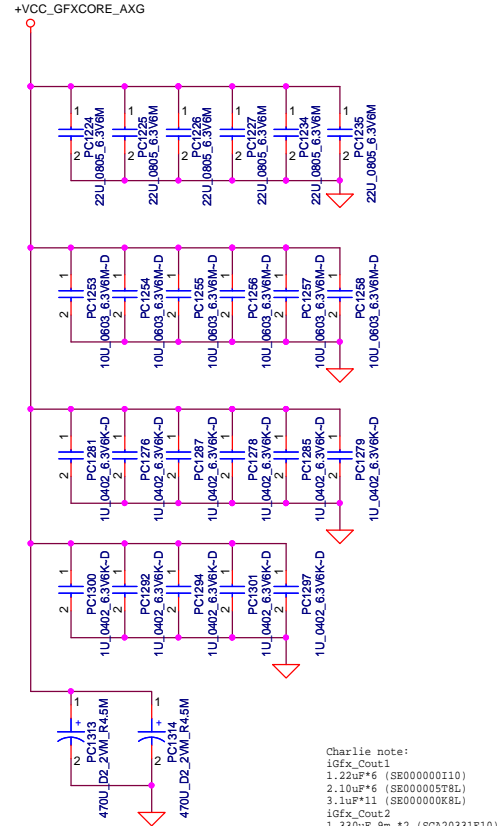 +VCC_GFXCORE_AXG
1
2
PC1224
22U_0805_6.3V6M
1
2
PC1225
22U_0805_6.3V6M
1
2
PC1226
22U_0805_6.3V6M
1
2
PC1227
22U_0805_6.3V6M
1
2
PC1234
22U_0805_6.3V6M
1
2
PC1235
22U_0805_6.3V6M
1
2
PC1253
10U_0603_6.3V6M~D
1
2
PC1254
10U_0603_6.3V6M~D
1
2
PC1255
10U_0603_6.3V6M~D
1
2
PC1256
10U_0603_6.3V6M~D
1
2
PC1257
10U_0603_6.3V6M~D
1
2
PC1258
10U_0603_6.3V6M~D
1
2
PC1281
1U_0402_6.3V6K~D
1
2
PC1276
1U_0402_6.3V6K~D
1
2
PC1287
1U_0402_6.3V6K~D
1
2
PC1278
1U_0402_6.3V6K~D
1
2
PC1285
1U_0402_6.3V6K~D
1
2
PC1279
1U_0402_6.3V6K~D
1
2
PC1300
1U_0402_6.3V6K~D
1
2
PC1292
1U_0402_6.3V6K~D
1
2
PC1294
1U_0402_6.3V6K~D
1
2
PC1301
1U_0402_6.3V6K~D
1
2
PC1297
1U_0402_6.3V6K~D
1
+
2
PC1313
470U_D2_2VM_R4.5M
1
+
2
PC1314
470U_D2_2VM_R4.5M
Charlie note:
iGfx_Cout1
1.22uF*6 (SE000000I10)
2.10uF*6 (SE000005T8L)
3.1uF*11 (SE000000K8L)
iGfx_Cout2
1.330uF_9m *2 (SGA20331E10)